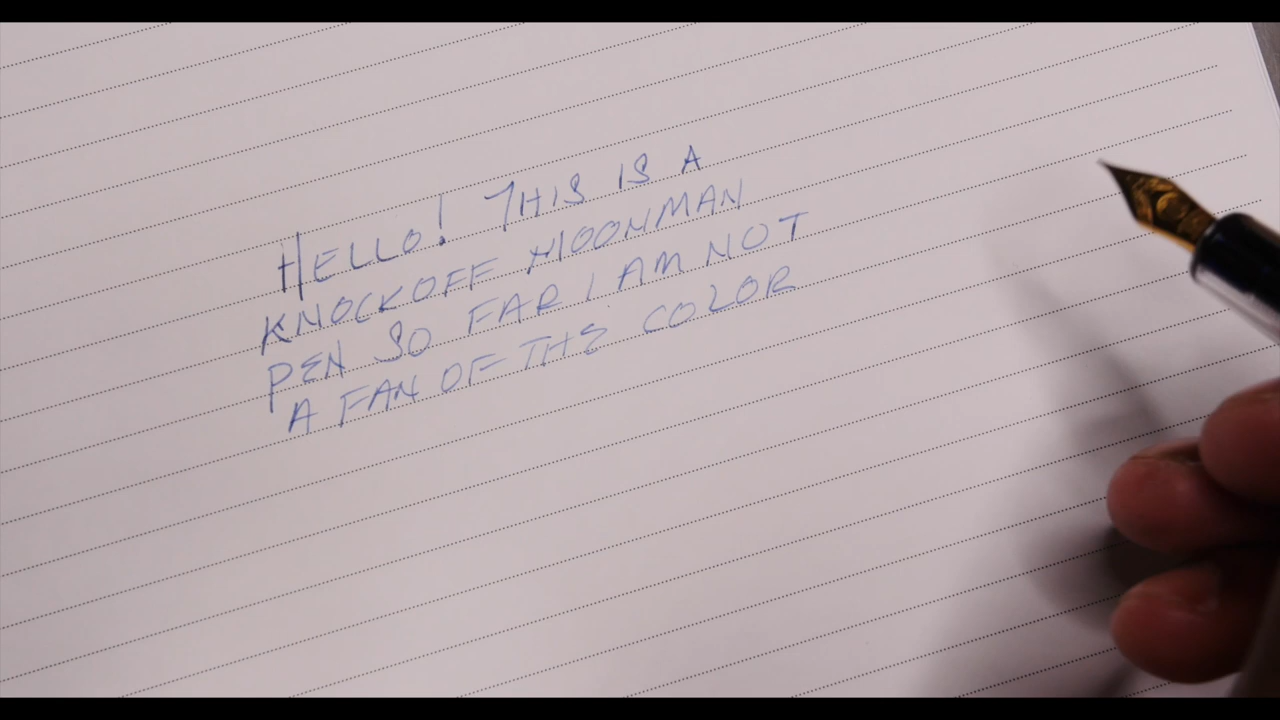 HELLO! THIS IS A
KNOCKOFF MOONMAN
PEN SO FAR I AM NOT
A FAN OF THE COLOR